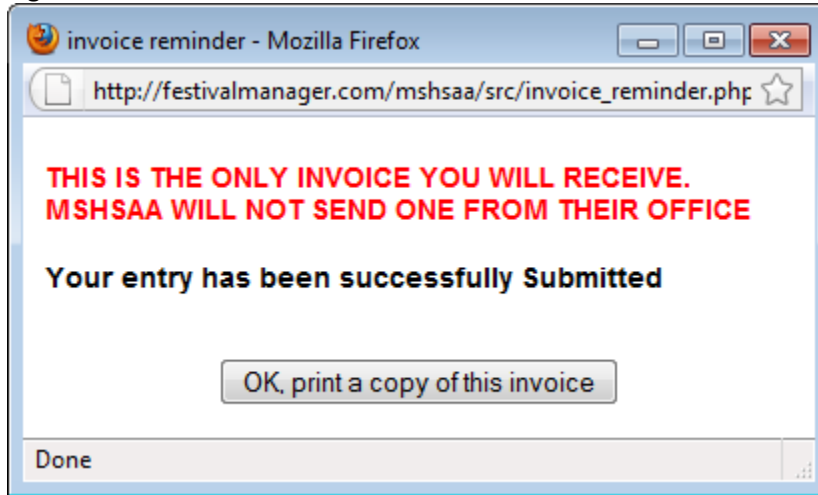 invoice reminder - Mozilla Firefox
http://festivalmanager.com/mshsaa/src/invoice_reminder.php
THIS IS THE ONLY INVOICE YOU WILL RECEIVE.
MSHSAA WILL NOT SEND ONE FROM THEIR OFFICE
Your entry has been successfully Submitted
OK, print a copy of this invoice
Done